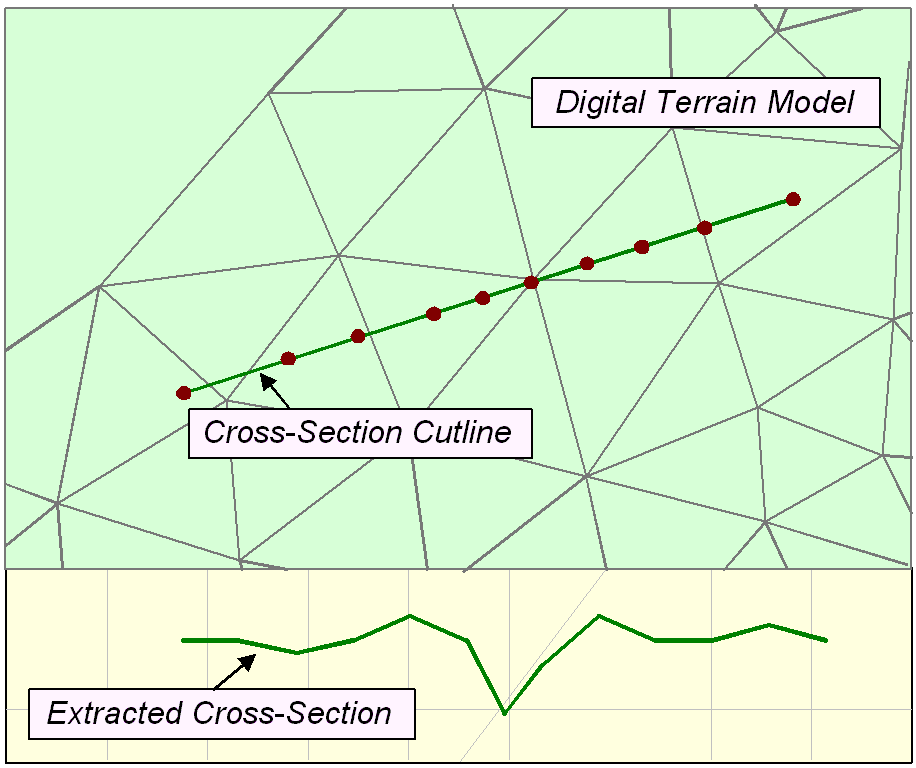 Digital Terrain Model
Cross-Section Cutline
Extracted Cross-Section